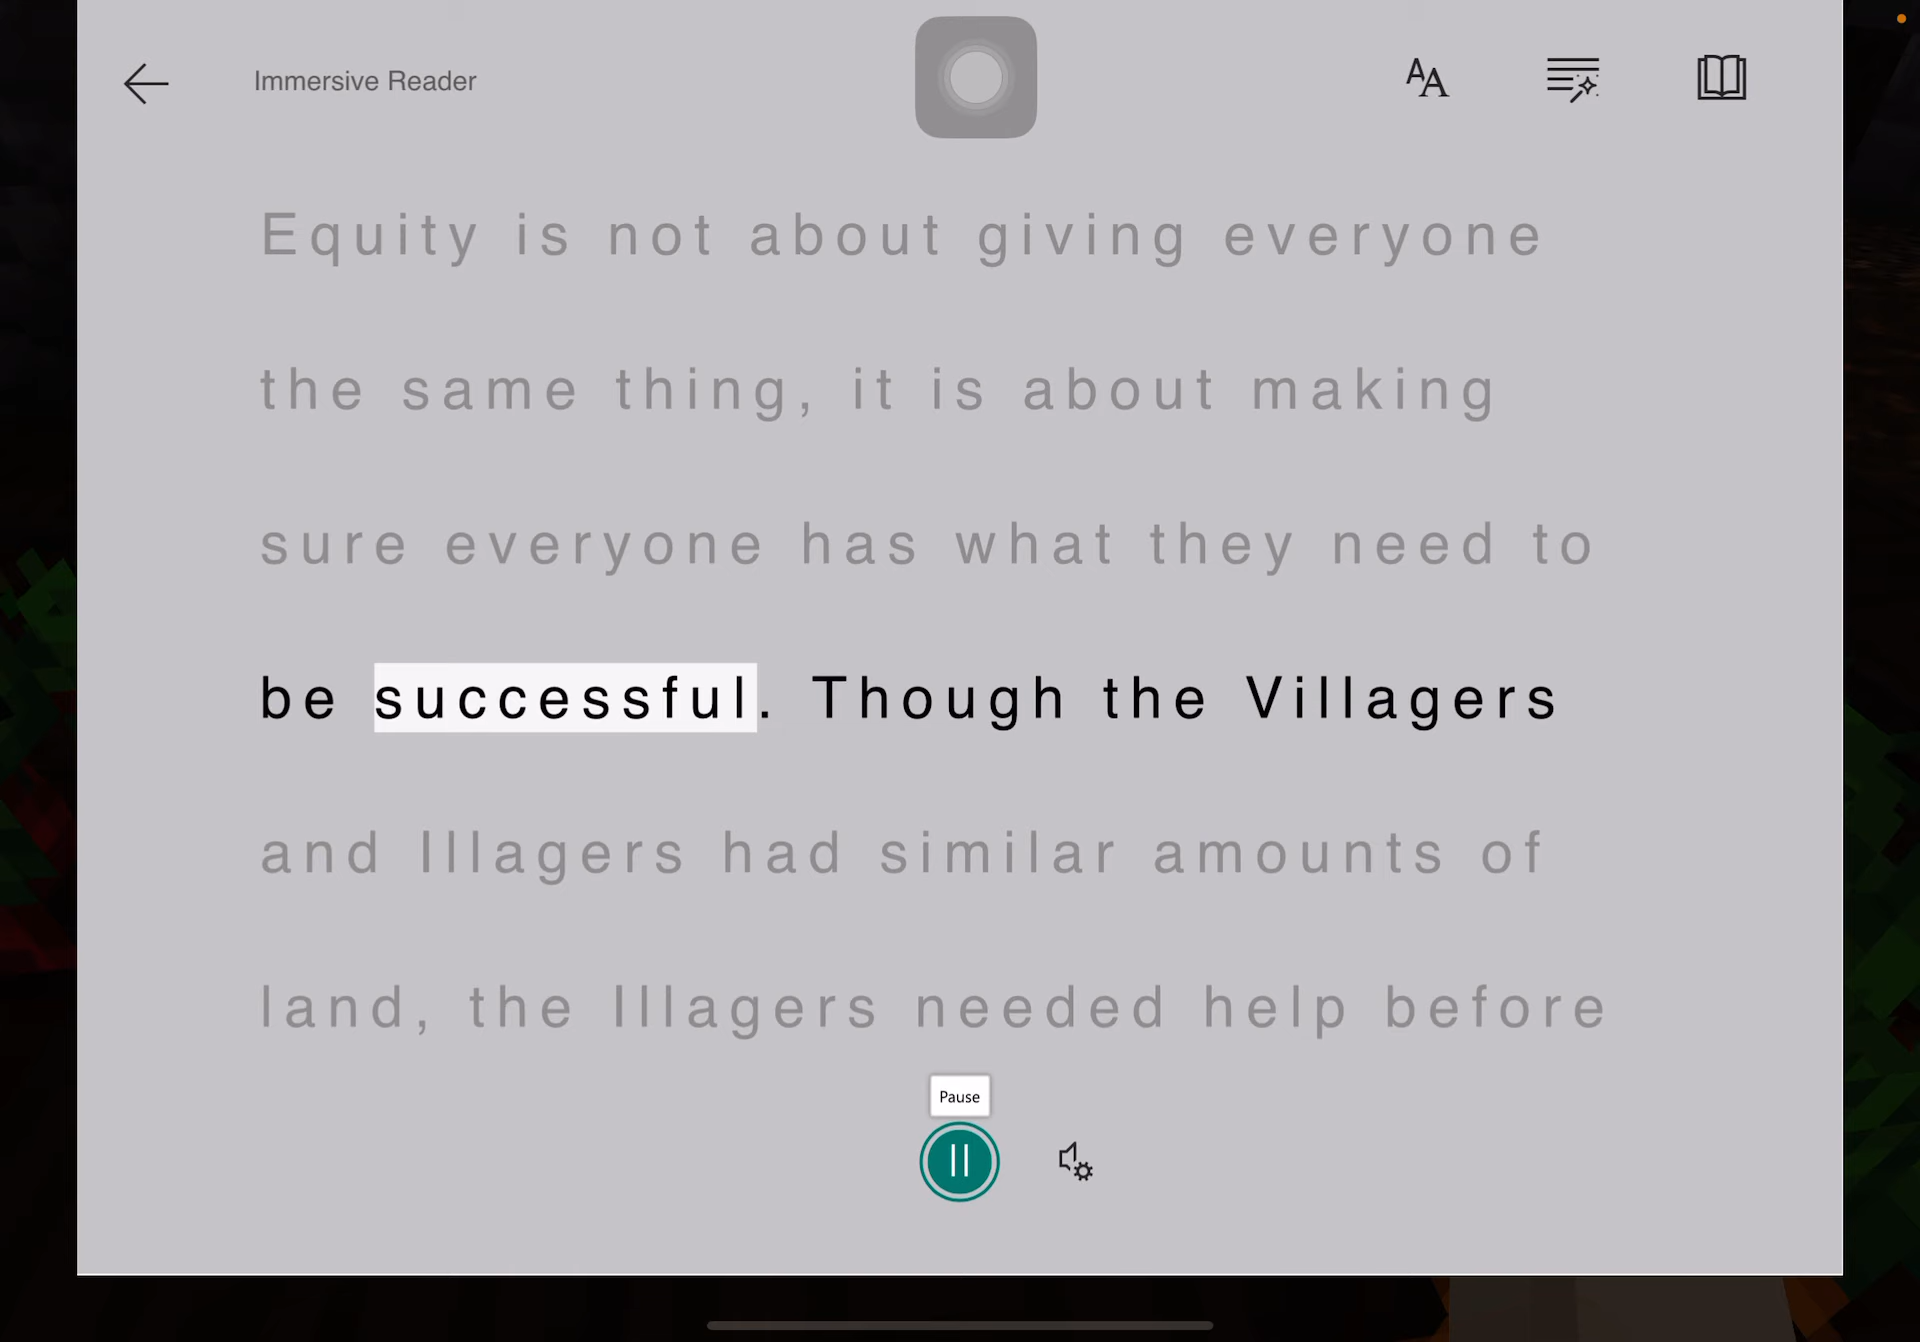 Immersive Reader
Equity is not about giving everyone
the same thing, it is about making
sure everyone has what they need to
be successful. Though the Villagers
and Illagers had similar amounts of
land, the Illagers needed help before
Pause